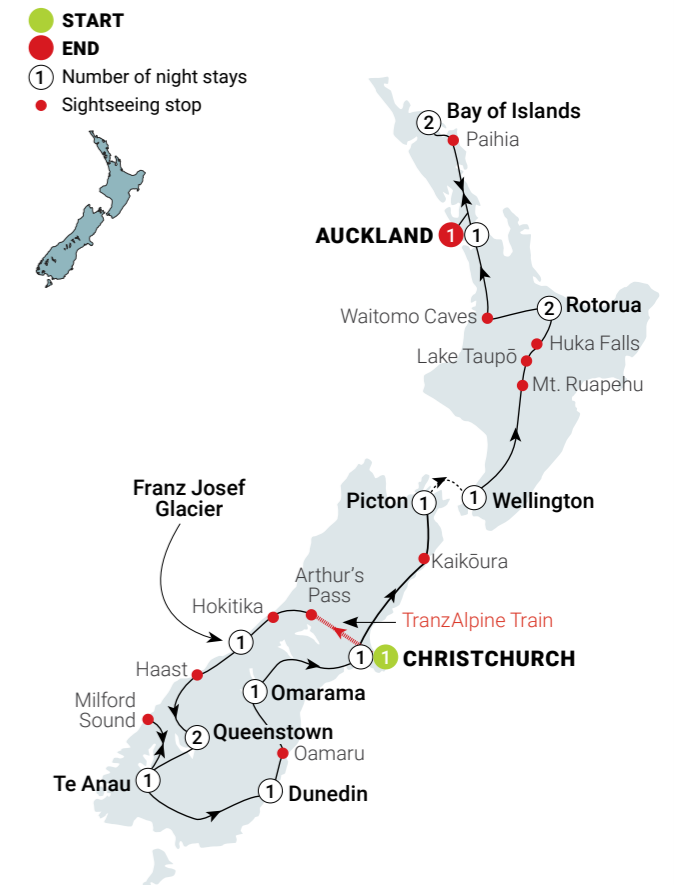 START
END
1 Number of night stays
Sightseeing stop
2 Bay of Islands
Paihia
AUCKLAND 1 1
Waitomo Caves
2 Rotorua
Huka Falls
Lake Taupō
Mt. Ruapehu
Franz Josef
Glacier
Picton 1
1 Wellington
Kaikōura
Arthur's
Pass
Hokitika
TranzAlpine Train
1
1 1 CHRISTCHURCH
Haast
1 Omarama
Milford
Sound
2 Queenstown
Oamaru
Te Anau 1
1 Dunedin